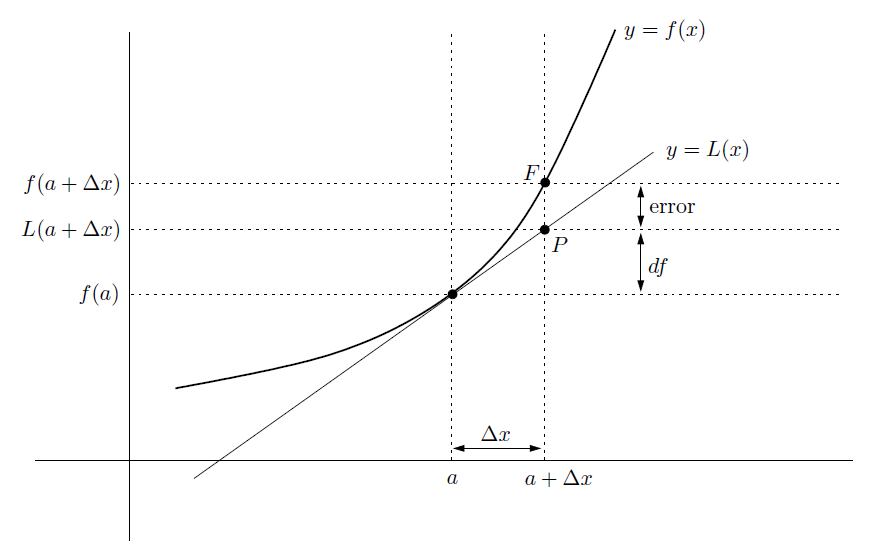 y = f(x)
y = L(x)
F
f(a + Δx)
error
L(a + Δx)
P
df
f(a)
Δx
a
a + Δx